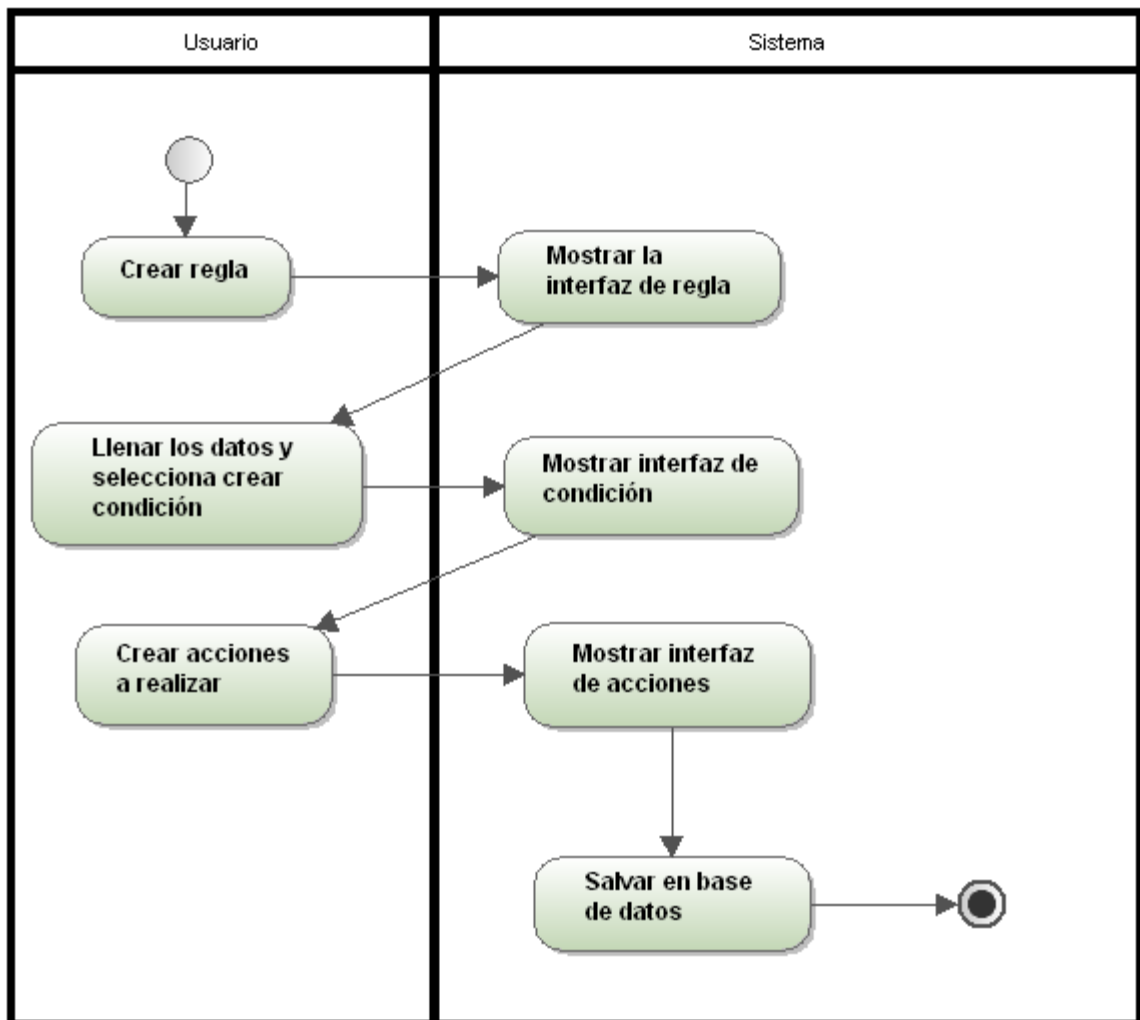 Usuario
Sistema
Crear regla
Mostrar la
interfaz de regla
Llenar los datos y
selecciona crear
condición
Mostrar interfaz de
condición
Crear acciones
a realizar
Mostrar interfaz
de acciones
Salvar en base
de datos